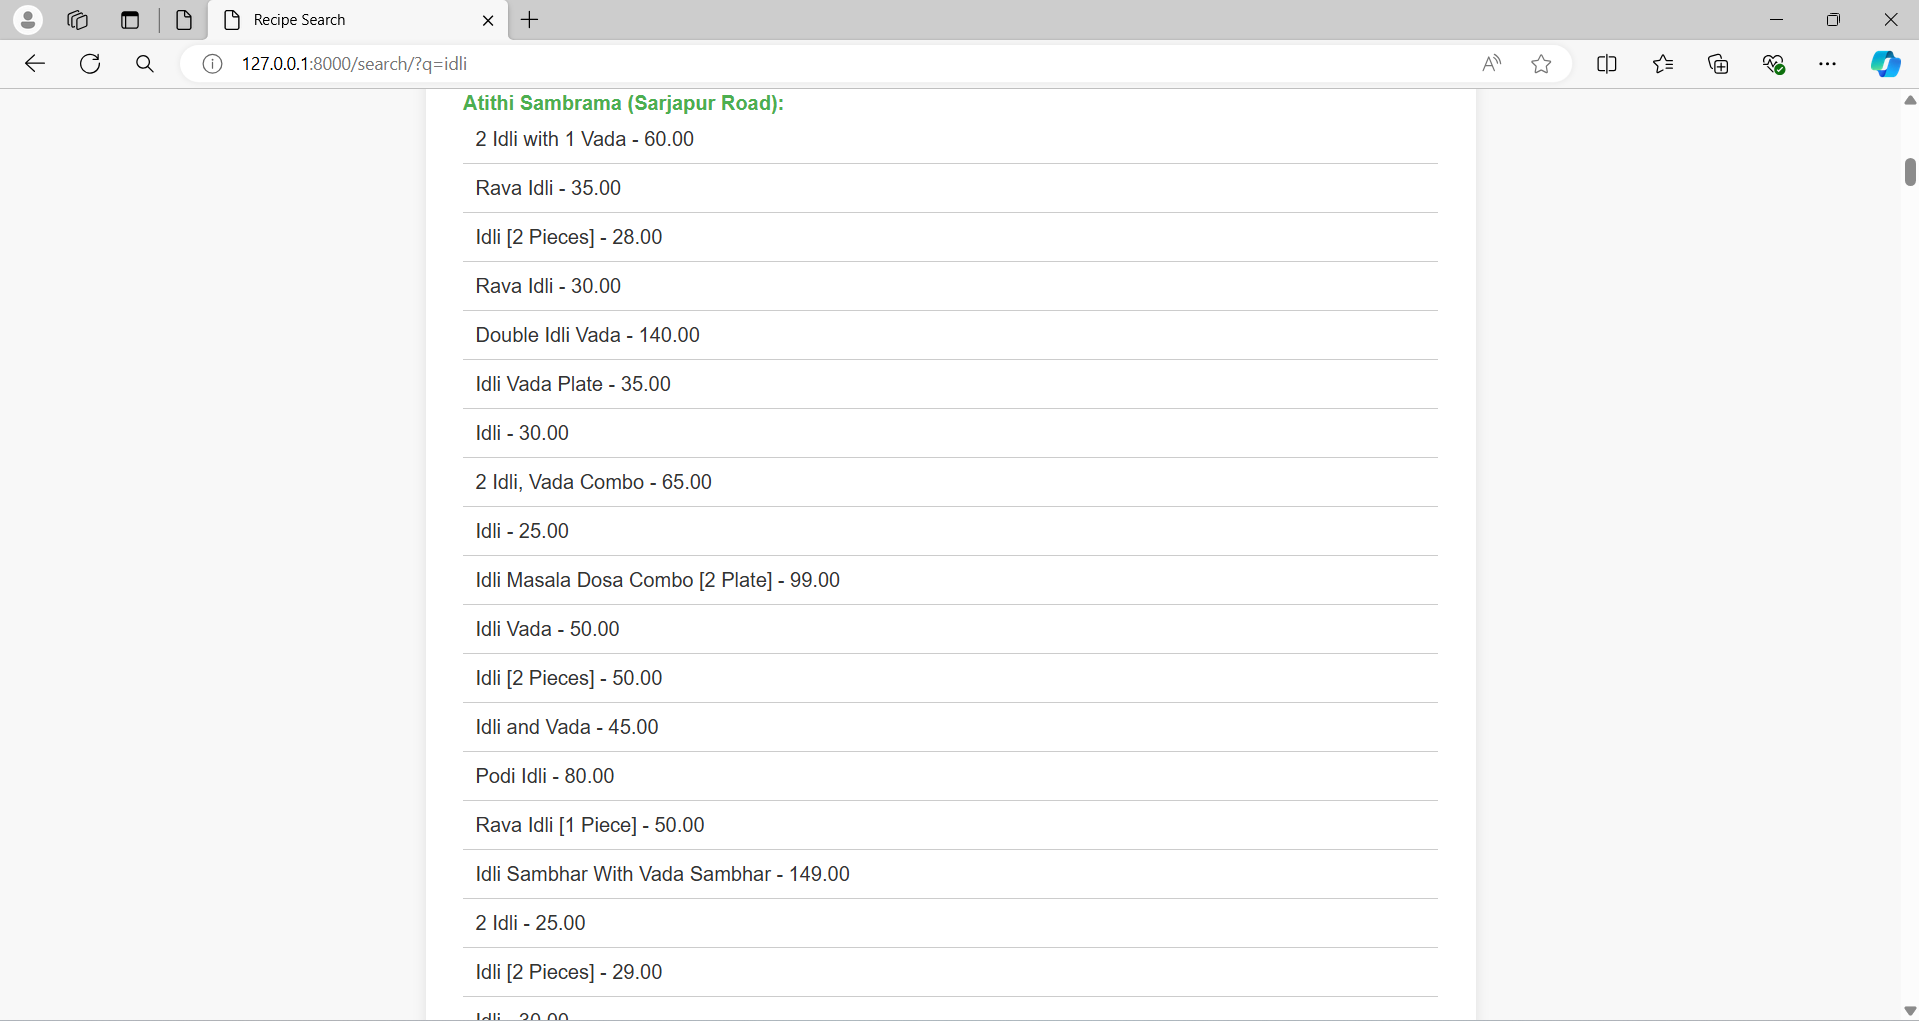 Recipe Search
127.0.0.1:8000/search/?q=idli
Atithi Sambrama (Sarjapur Road):
2 Idli with 1 Vada - 60.00
Rava Idli - 35.00
Idli [2 Pieces] - 28.00
Rava Idli - 30.00
Double Idli Vada - 140.00
Idli Vada Plate - 35.00
Idli - 30.00
2 Idli, Vada Combo - 65.00
Idli - 25.00
Idli Masala Dosa Combo [2 Plate] - 99.00
Idli Vada - 50.00
Idli [2 Pieces] - 50.00
Idli and Vada - 45.00
Podi Idli - 80.00
Rava Idli [1 Piece] - 50.00
Idli Sambhar With Vada Sambhar - 149.00
2 Idli - 25.00
Idli [2 Pieces] - 29.00
Idli - 30.00